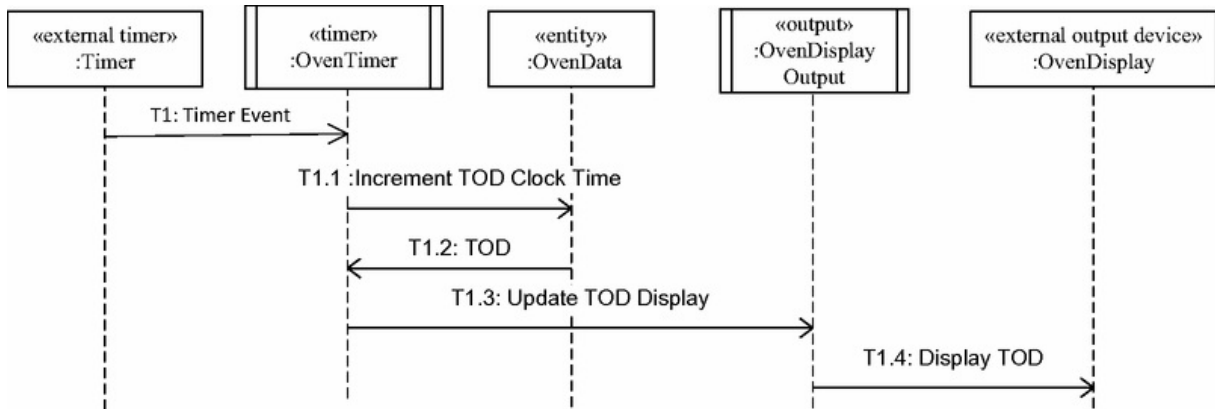 «external timer»
:Timer
«timer»
:OvenTimer
«entity»
:OvenData
«output»
:OvenDisplay
Output
«external output device»
:OvenDisplay
T1: Timer Event
T1.1 :Increment TOD Clock Time
T1.2: TOD
T1.3: Update TOD Display
T1.4: Display TOD